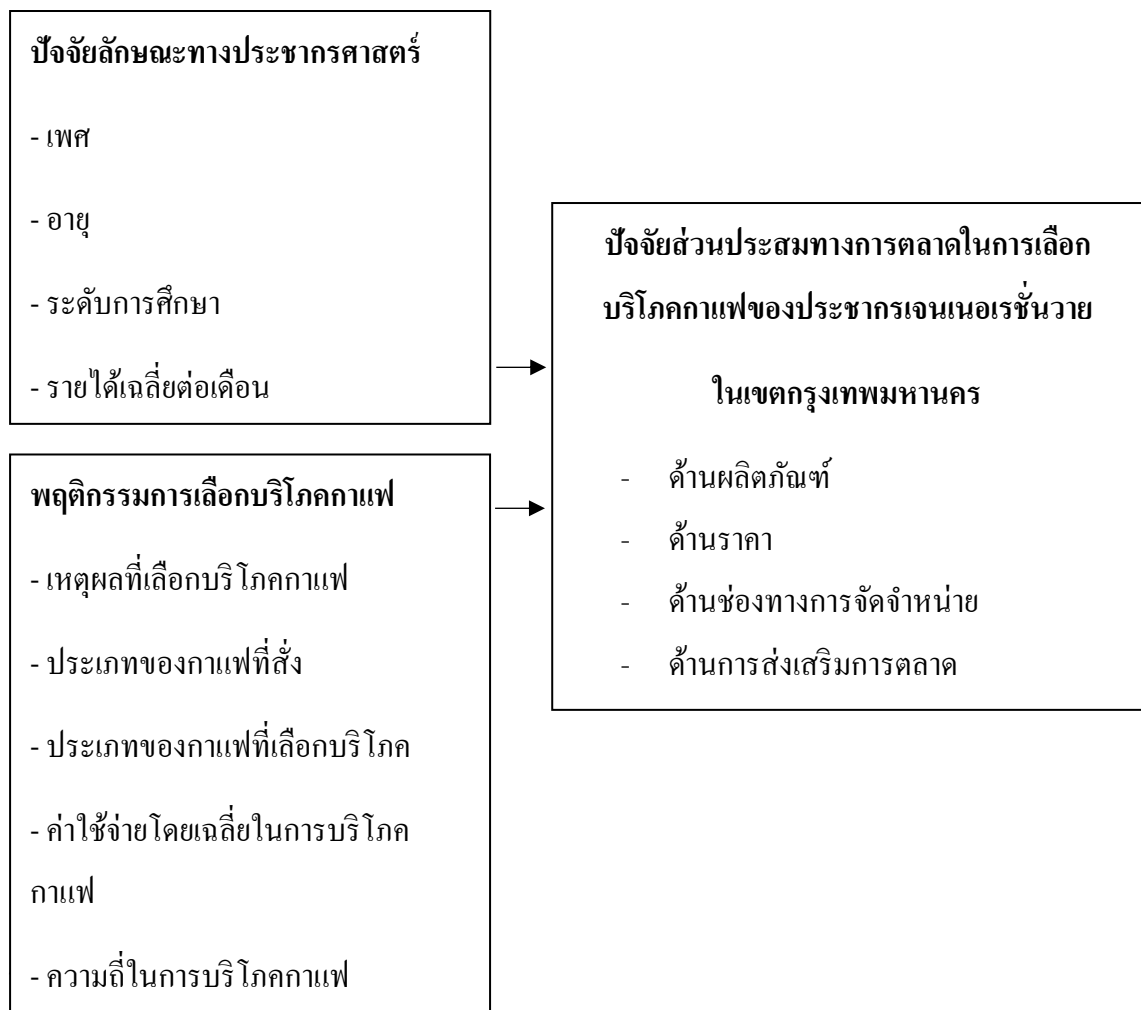 ปัจจัยลักษณะทางประชากรศาสตร์
- เพศ
- อายุ
- ระดับการศึกษา
- รายได้เฉลี่ยต่อเดือน
พฤติกรรมการเลือกบริโภคกาแฟ
- เหตุผลที่เลือกบริโภคกาแฟ
- ประเภทของกาแฟที่สั่ง
- ประเภทของกาแฟที่เลือกบริโภค
- ค่าใช้จ่ายโดยเฉลี่ยในการบริโภค
กาแฟ
- ความถี่ในการบริโภคกาแฟ
ปัจจัยส่วนประสมทางการตลาดในการเลือก
บริโภคกาแฟของประชากรเจนเนอเรชั่นวาย
ในเขตกรุงเทพมหานคร
- ด้านผลิตภัณฑ์
- ด้านราคา
- ด้านช่องทางการจัดจำหน่าย
- ด้านการส่งเสริมการตลาด